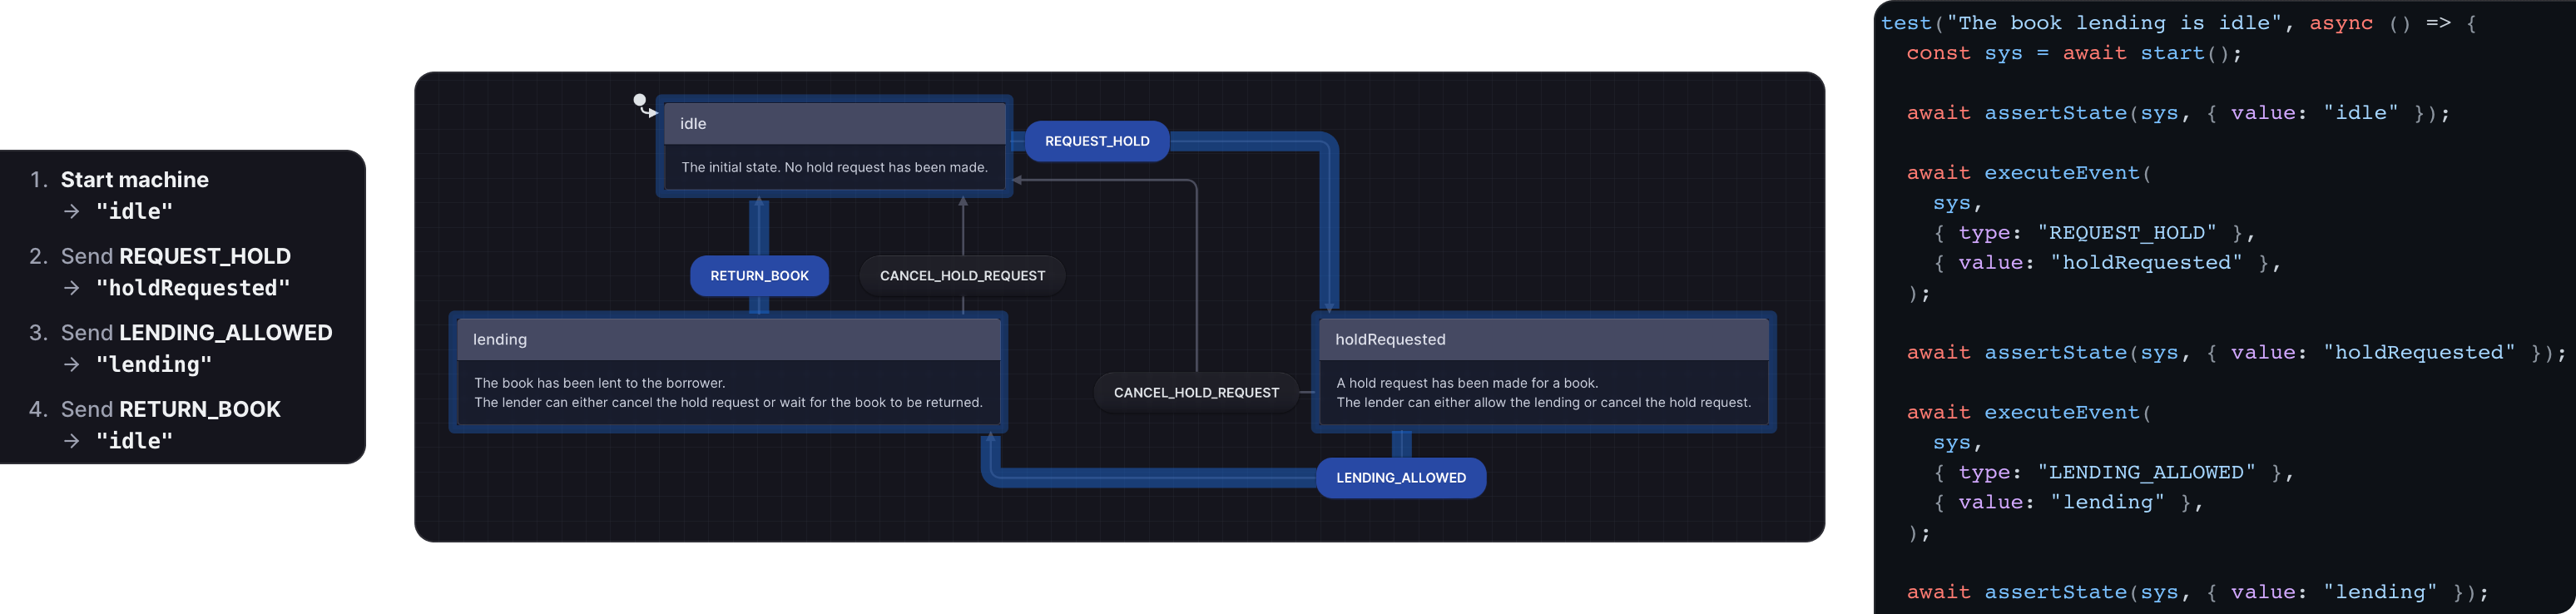 1. Start machine
→ "idle"
2. Send REQUEST_HOLD
→ "holdRequested"
3. Send LENDING_ALLOWED
→ "lending"
4. Send RETURN_BOOK
→ "idle"
idle
The initial state. No hold request has been made.
REQUEST_HOLD
RETURN_BOOK
CANCEL_HOLD_REQUEST
lending
The book has been lent to the borrower.
The lender can either cancel the hold request or wait for the book to be returned.
CANCEL_HOLD_REQUEST
holdRequested
A hold request has been made for a book.
The lender can either allow the lending or cancel the hold request.
LENDING_ALLOWED
test("The book lending is idle", async () => {
  const sys = await start();
  await assertState(sys, { value: "idle" });
  await executeEvent(
    sys,
    { type: "REQUEST_HOLD" },
    { value: "holdRequested" },
  );
  await assertState(sys, { value: "holdRequested" });
  await executeEvent(
    sys,
    { type: "LENDING_ALLOWED" },
    { value: "lending" },
  );
  await assertState(sys, { value: "lending" });